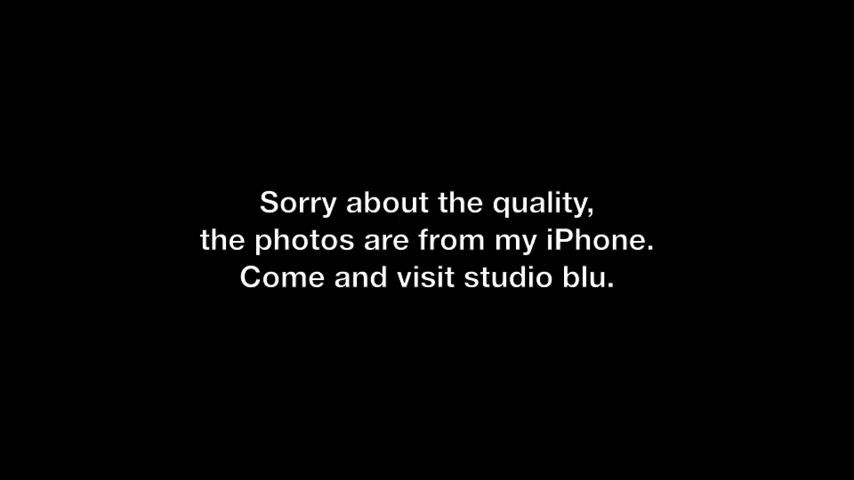 Sorry about the quality,
the photos are from my iPhone.
Come and visit studio blu.